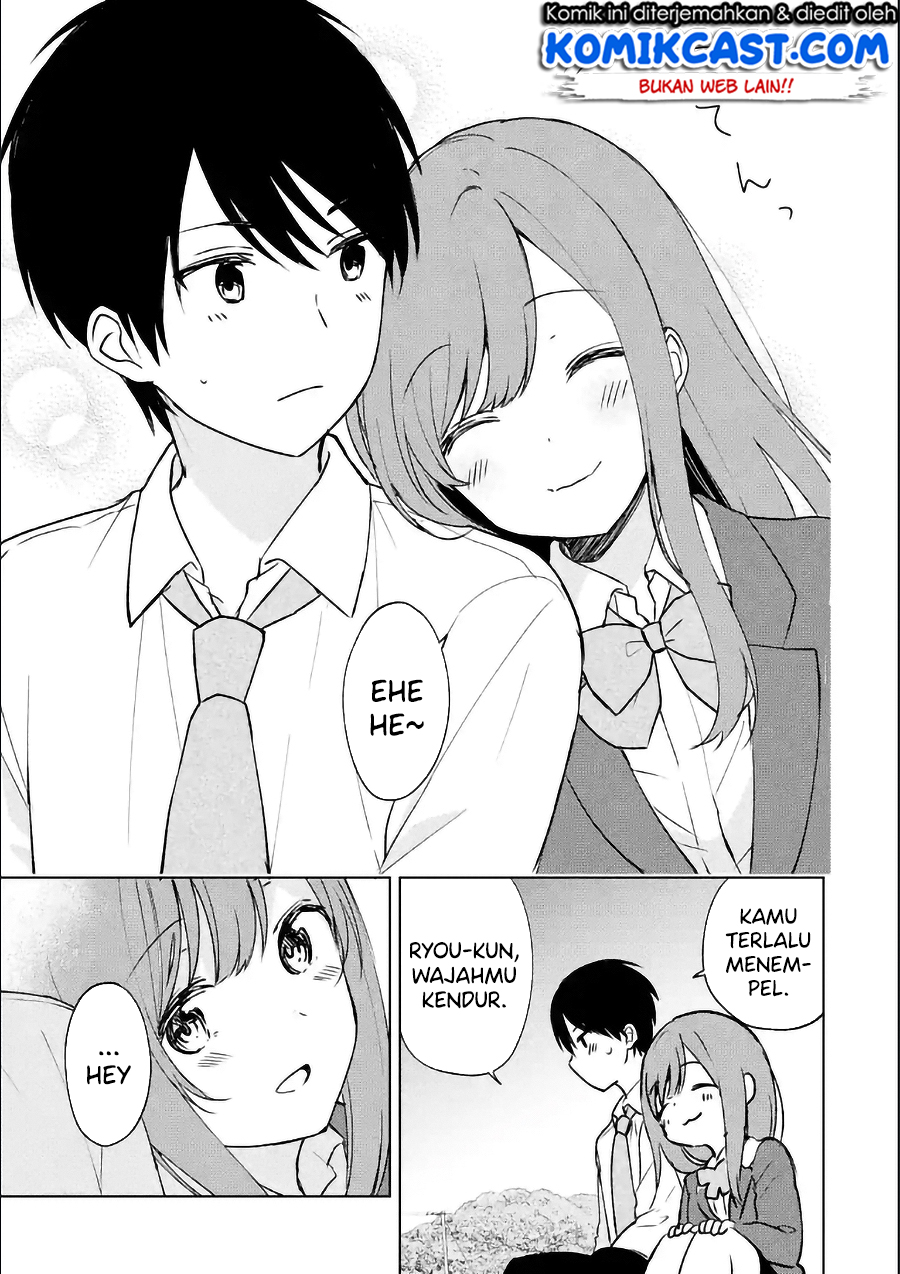 Komik ini diterjemahkan & diedit oleh
KOMIKCAST.COM
BUKAN WEB LAIN!!
てんっ
EHE
HE~
KAMU
TERLALU
MENEM-
PEL.
RYOU-KUN,
WAJAHMU
KENDUR.
...
HEY